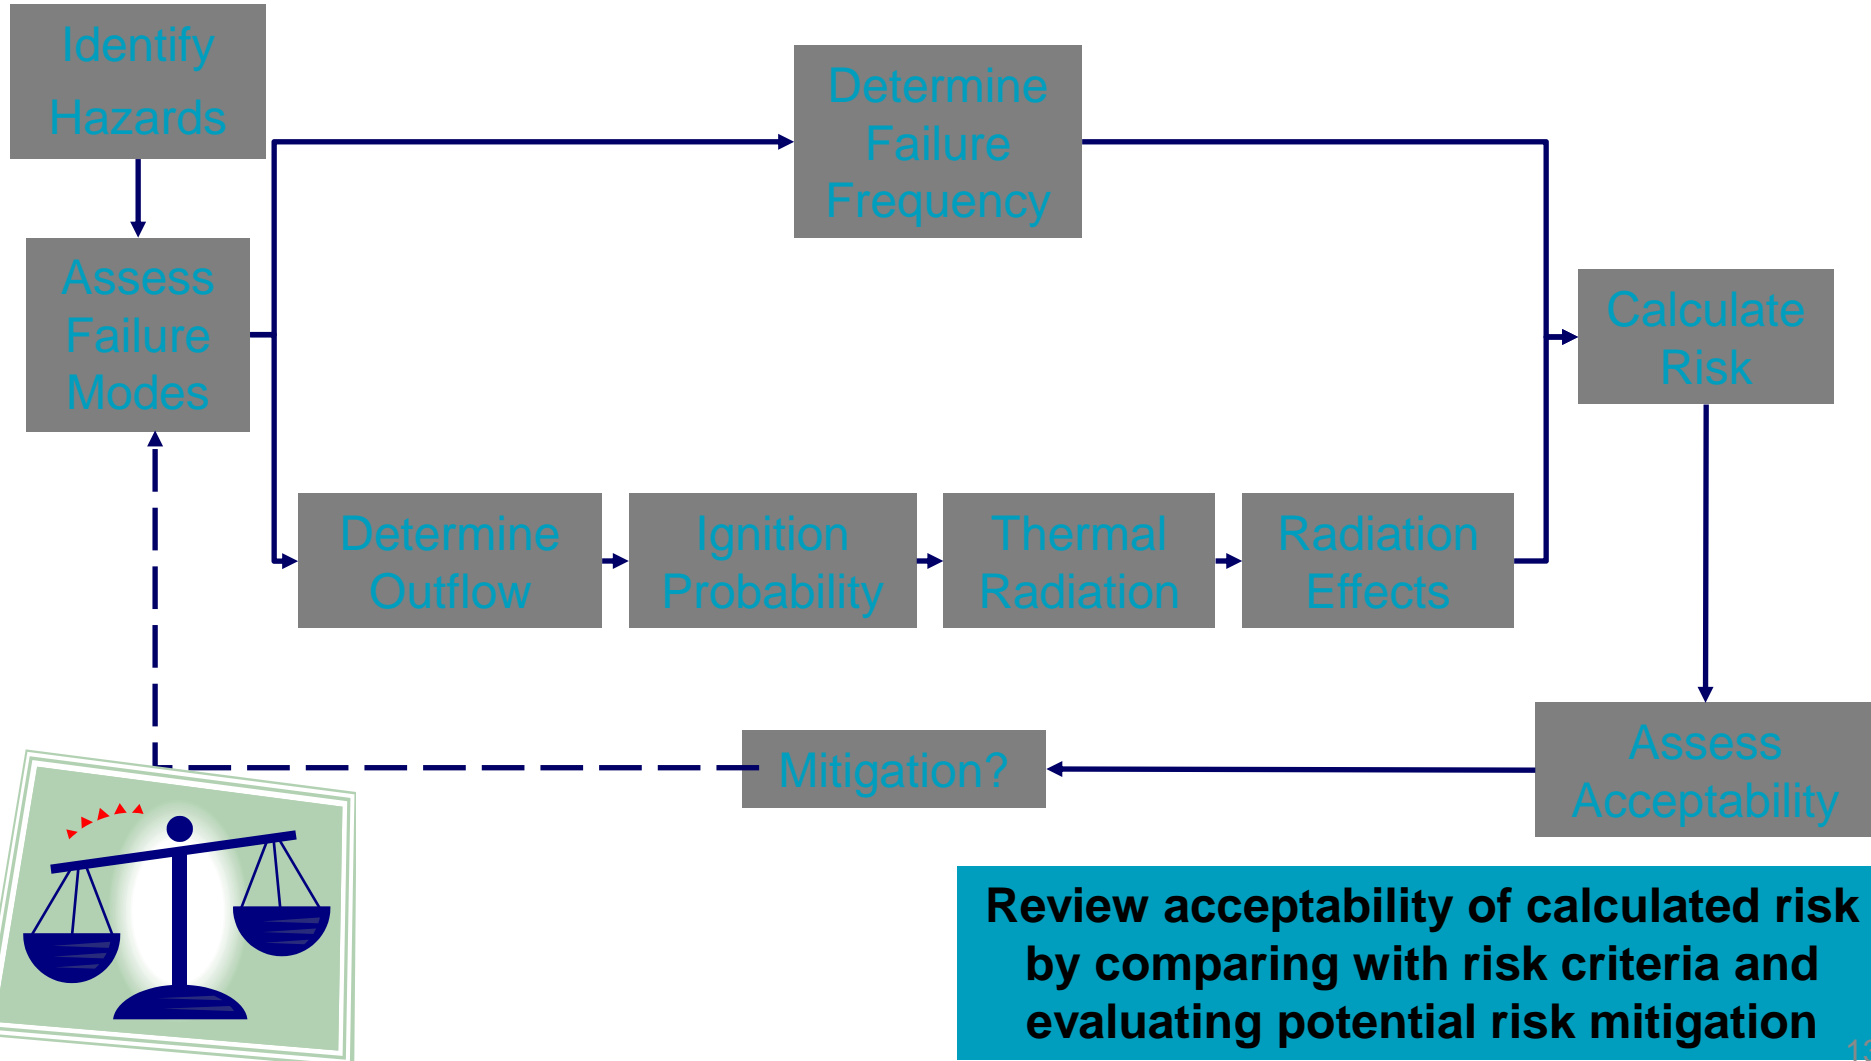 Identify
Hazards
Determine
Failure
Frequency
Assess
Failure
Modes
Calculate
Risk
Determine
Outflow
Ignition
Probability
Thermal
Radiation
Radiation
Effects
Mitigation?
Assess
Acceptability
Review acceptability of calculated risk
by comparing with risk criteria and
evaluating potential risk mitigation